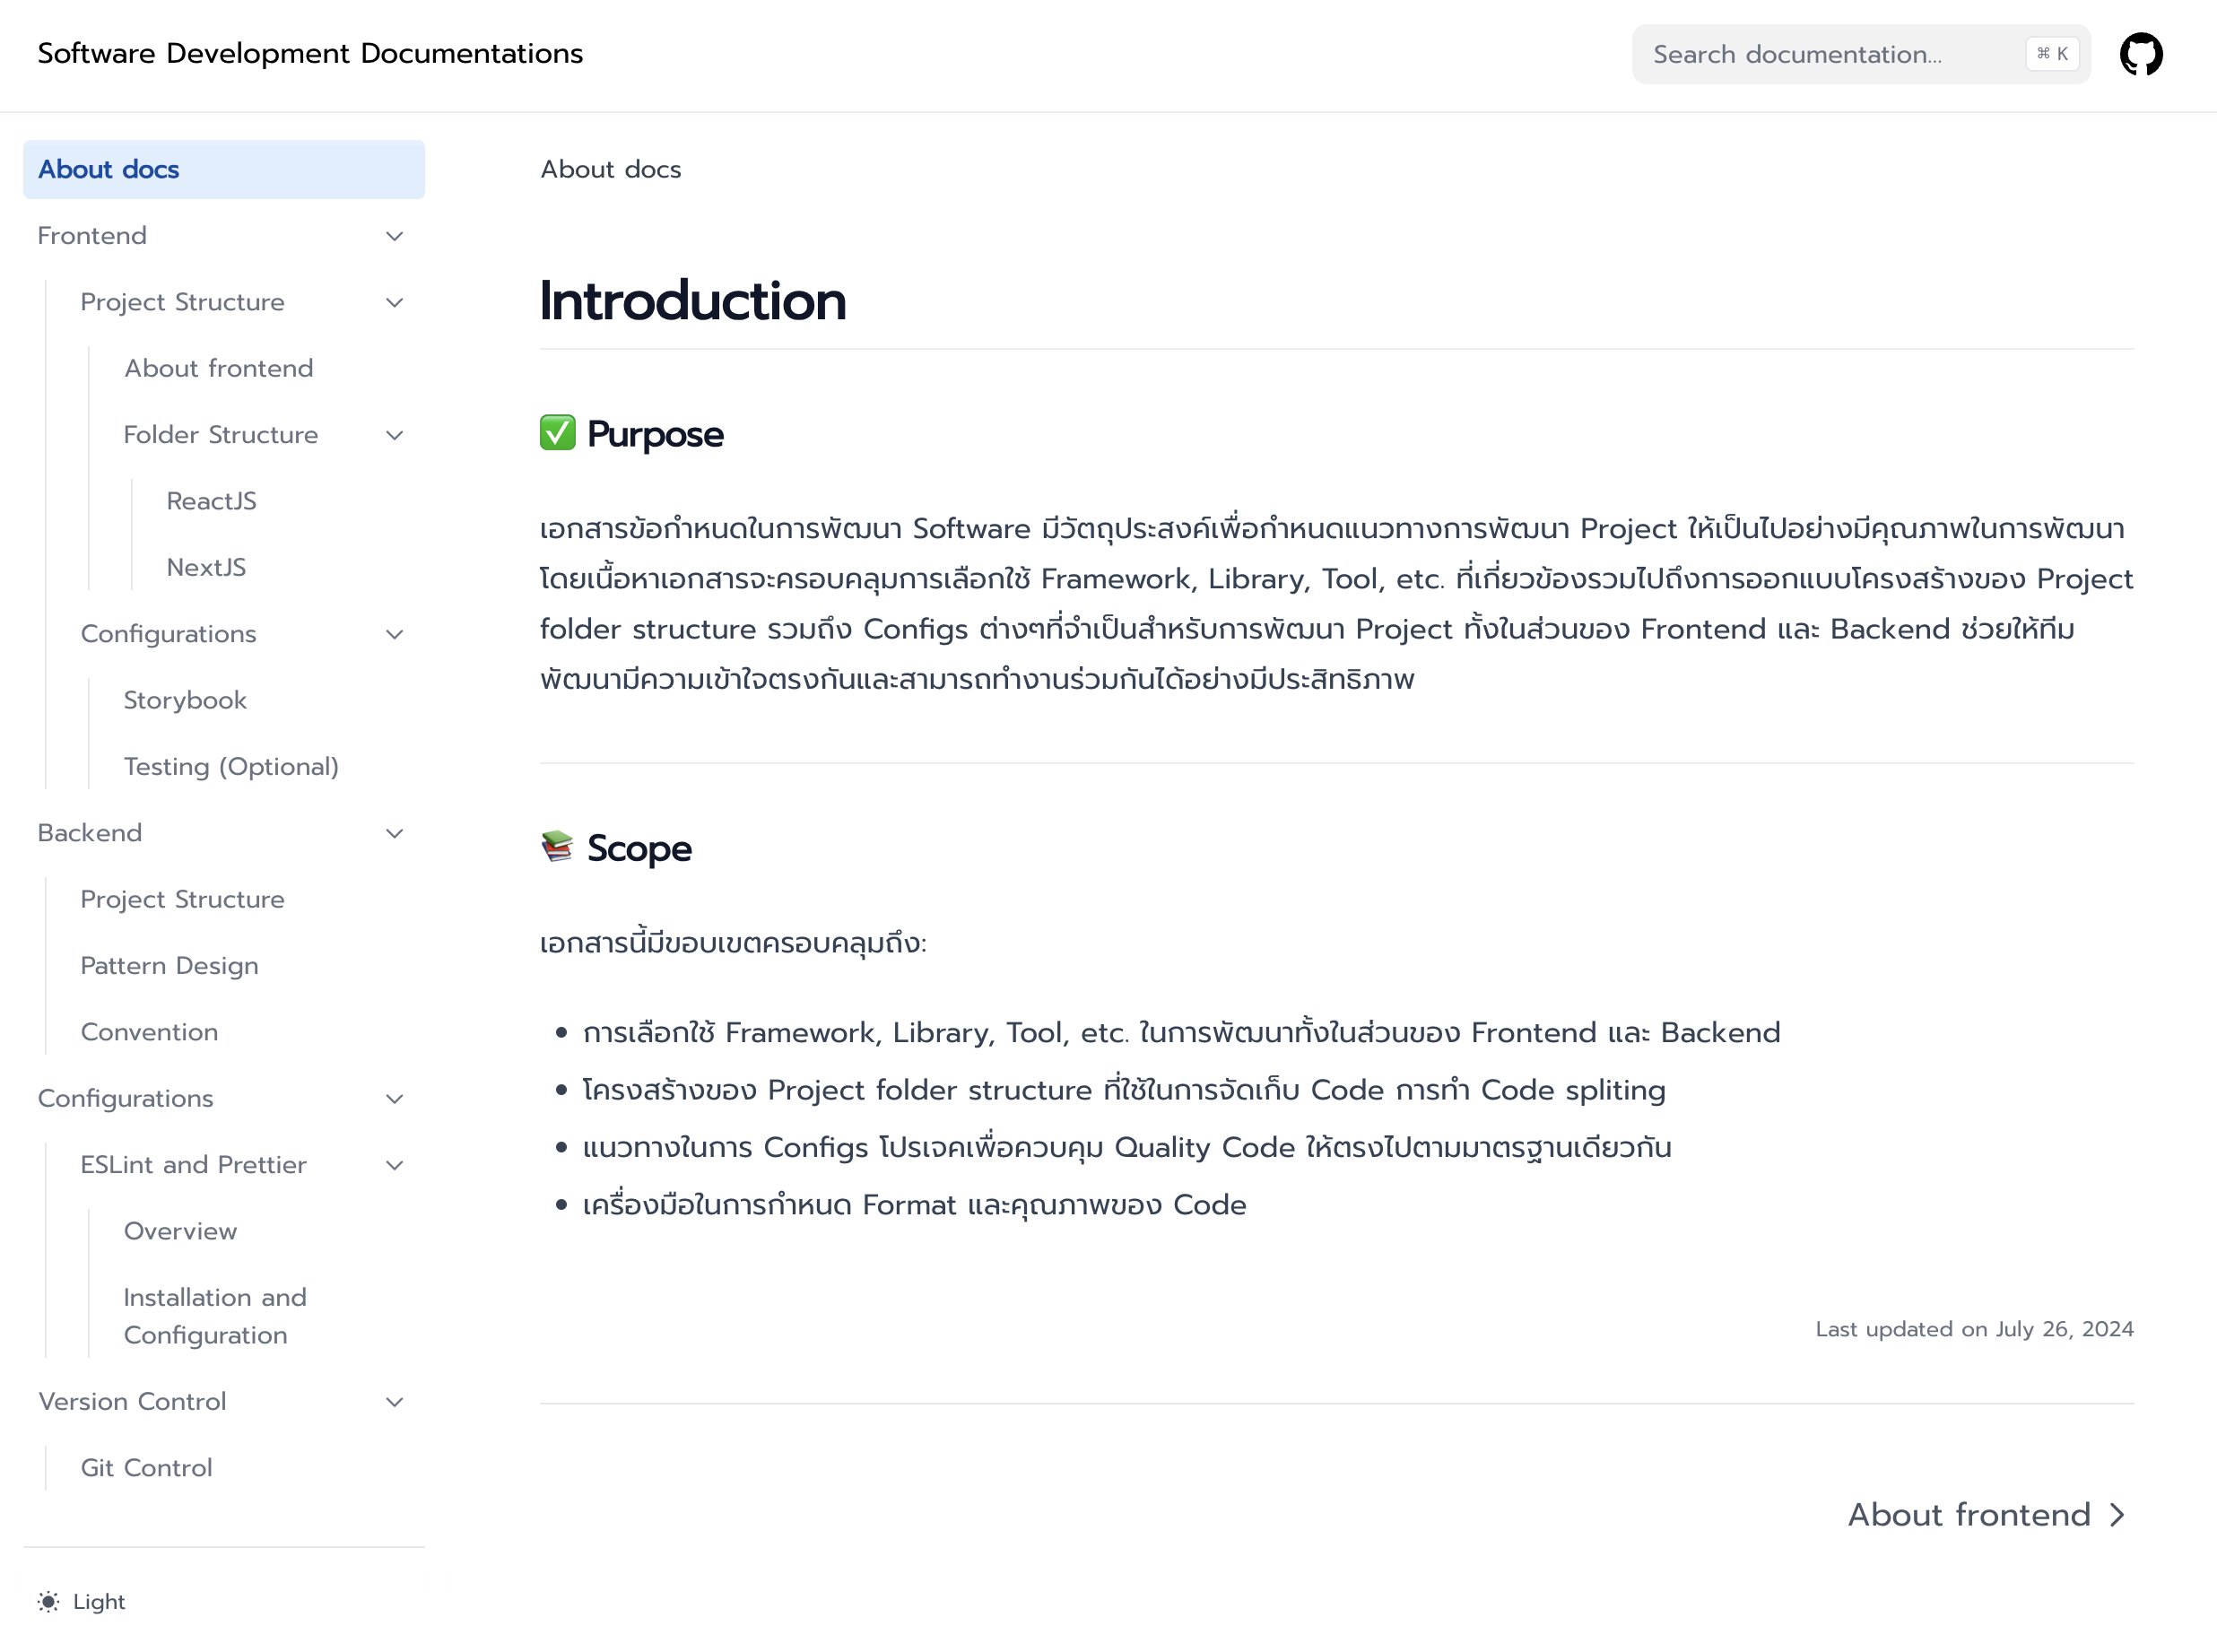 Software Development Documentations
Search documentation...
⌘ K
About docs
Frontend
Project Structure
About frontend
Folder Structure
ReactJS
NextJS
Configurations
Storybook
Testing (Optional)
Backend
Project Structure
Pattern Design
Convention
Configurations
ESLint and Prettier
Overview
Installation and
Configuration
Version Control
Git Control
Light
About docs
Introduction
✅ Purpose
เอกสารข้อกำหนดในการพัฒนา Software มีวัตถุประสงค์เพื่อกำหนดแนวทางการพัฒนา Project ให้เป็นไปอย่างมีคุณภาพในการพัฒนา
โดยเนื้อหาเอกสารจะครอบคลุมการเลือกใช้ Framework, Library, Tool, etc. ที่เกี่ยวข้องรวมไปถึงการออกแบบโครงสร้างของ Project
folder structure รวมถึง Configs ต่างๆที่จำเป็นสำหรับการพัฒนา Project ทั้งในส่วนของ Frontend และ Backend ช่วยให้ทีม
พัฒนามีความเข้าใจตรงกันและสามารถทำงานร่วมกันได้อย่างมีประสิทธิภาพ
📚 Scope
เอกสารนี้มีขอบเขตครอบคลุมถึง:
• การเลือกใช้ Framework, Library, Tool, etc. ในการพัฒนาทั้งในส่วนของ Frontend และ Backend
• โครงสร้างของ Project folder structure ที่ใช้ในการจัดเก็บ Code การทำ Code spliting
• แนวทางในการ Configs โปรเจคเพื่อควบคุม Quality Code ให้ตรงไปตามมาตรฐานเดียวกัน
• เครื่องมือในการกำหนด Format และคุณภาพของ Code
Last updated on July 26, 2024
About frontend